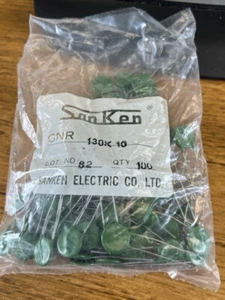 SanKen
GNR 130K 10
LOT NO 82 QTY 100
SANKEN ELECTRIC CO. LTD